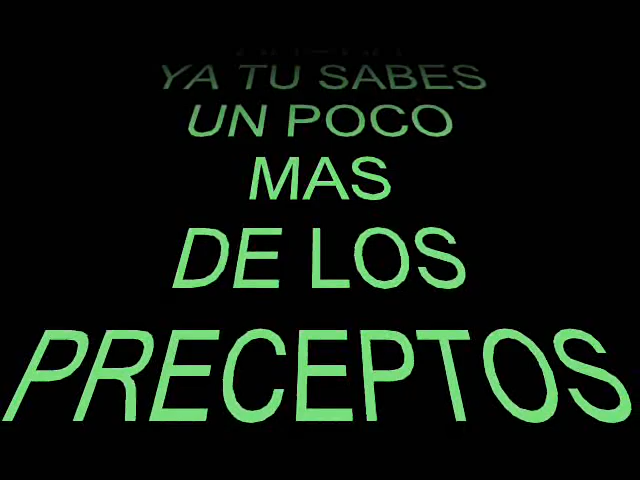 YA TU SABES
UN POCO
MAS
DE LOS
PRECEPTOS